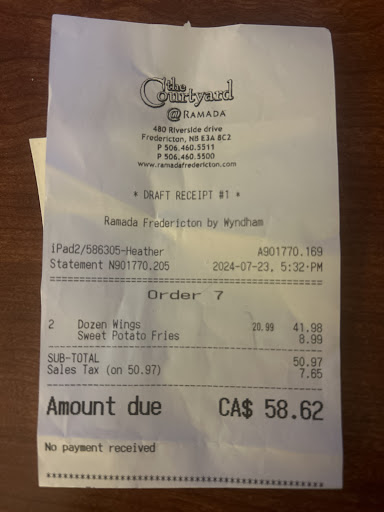 the
Courtyard
@ RAMADA
480 Riverside drive
Fredericton, NB E3A 8C2
P 506.460.5511
P 506.460.5500
www.ramadafredericton.com
* DRAFT RECEIPT #1 *
Ramada Fredericton by Wyndham
iPad2/586305-Heather A901770.169
Statement N901770.205 2024-07-23, 5:32 PM
Order 7
2 Dozen Wings 20.99 41.98
Sweet Potato Fries 8.99
SUB-TOTAL 50.97
Sales Tax (on 50.97) 7.65
Amount due CA$ 58.62
No payment received